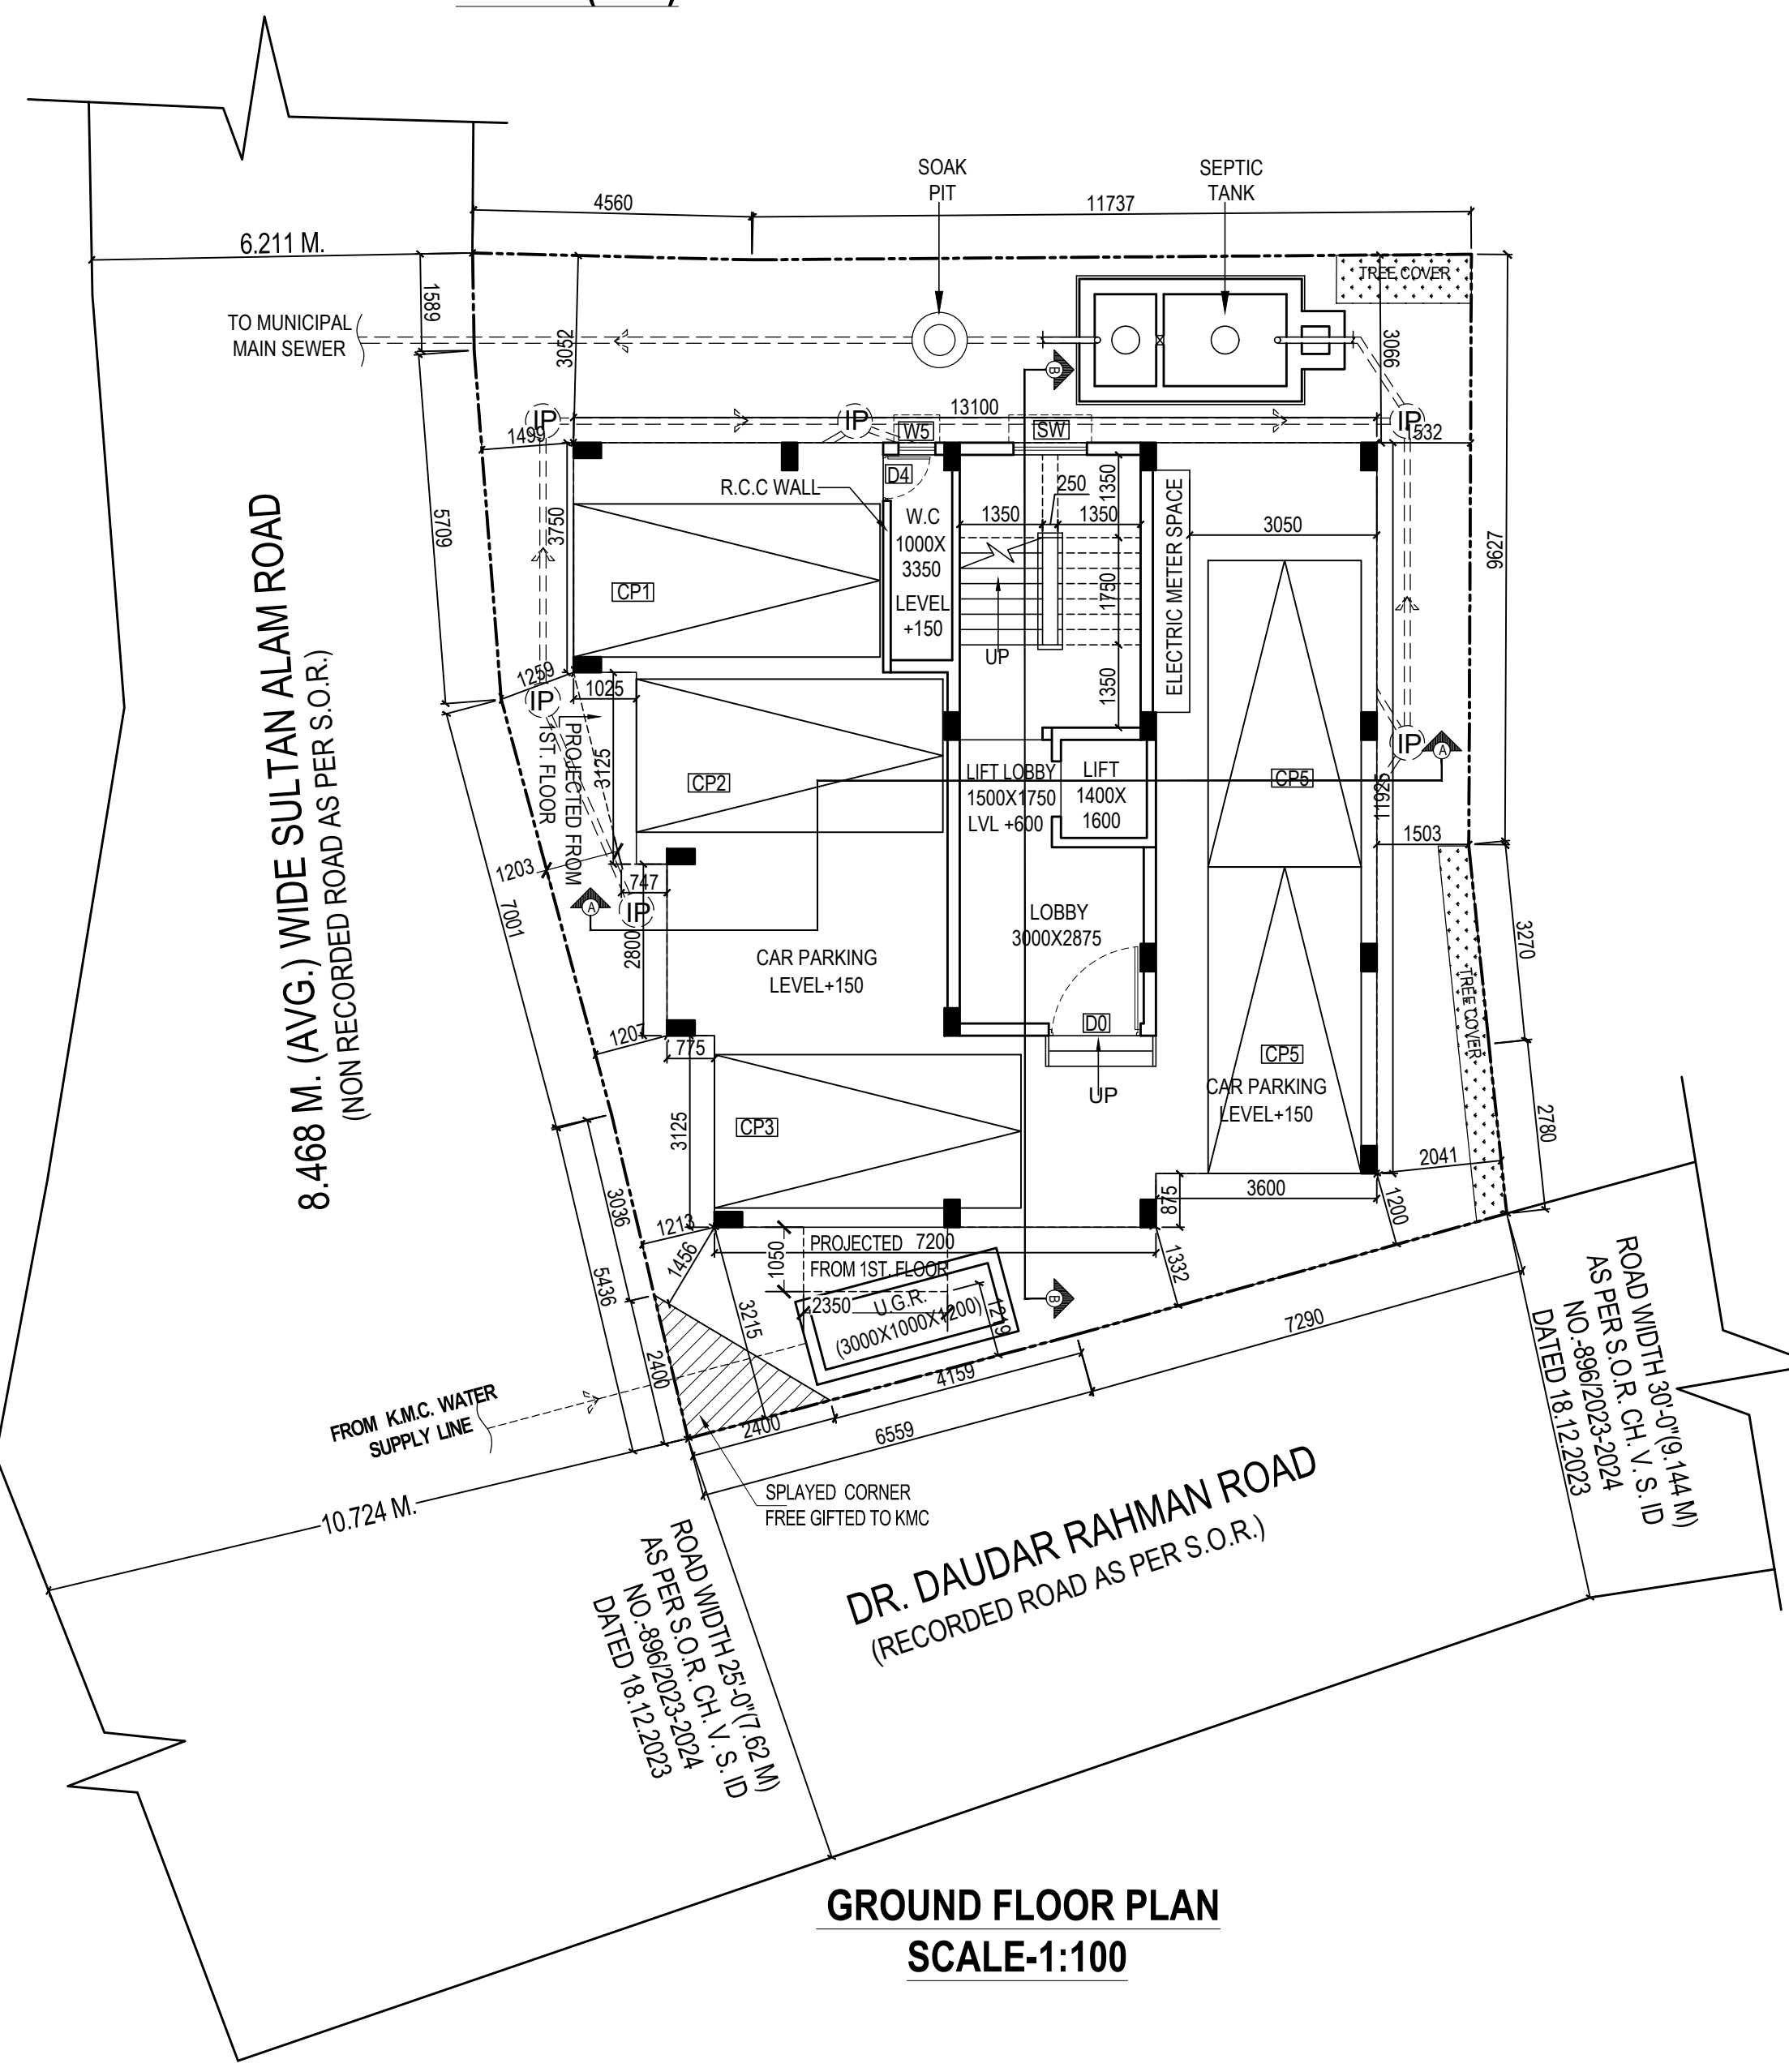 SOAK
PIT
SEPTIC
TANK
4560
11737
6.211 M.
1589
TREE COVER
TO MUNICIPAL
MAIN SEWER
3052
3066
B
IP
13100
IP
IP
1499
W5
SW
1532
D4
R.C.C WALL
250
1350
5709
3750
W.C
1000X
3350
LEVEL
+150
1350
1350
3050
ELECTRIC METER SPACE
9627
CP1
1750
UP
1350
1259
1025
IP
PROJECTED FROM
1ST. FLOOR
3125
CP2
LIFT LOBBY
1500X1750
LVL +600
LIFT
1400X
1600
CP5
IP
A
11925
1503
8.468 M. (AVG.) WIDE SULTAN ALAM ROAD
(NON RECORDED ROAD AS PER S.O.R.)
1203
747
7001
A
IP
2800
LOBBY
3000X2875
CAR PARKING
LEVEL+150
3270
TREE COVER
1207
775
D0
CP5
UP
CAR PARKING
LEVEL+150
3125
CP3
2780
2041
3036
875
3600
1200
1213
1456
1050
PROJECTED
FROM 1ST. FLOOR
7200
1332
5436
3215
2350
U.G.R.
(3000X1000X1200)
1219
B
2400
7290
4159
FROM K.M.C. WATER
SUPPLY LINE
2400
6559
10.724 M.
SPLAYED CORNER
FREE GIFTED TO KMC
ROAD WIDTH 30'-0"(9.144 M)
AS PER S.O.R. CH. V. S. ID
NO.-896/2023-2024
DATED 18.12.2023
DR. DAUDAR RAHMAN ROAD
(RECORDED ROAD AS PER S.O.R.)
ROAD WIDTH 25'-0"(7.62 M)
AS PER S.O.R. CH. V. S. ID
NO.-896/2023-2024
DATED 18.12.2023
GROUND FLOOR PLAN
SCALE-1:100